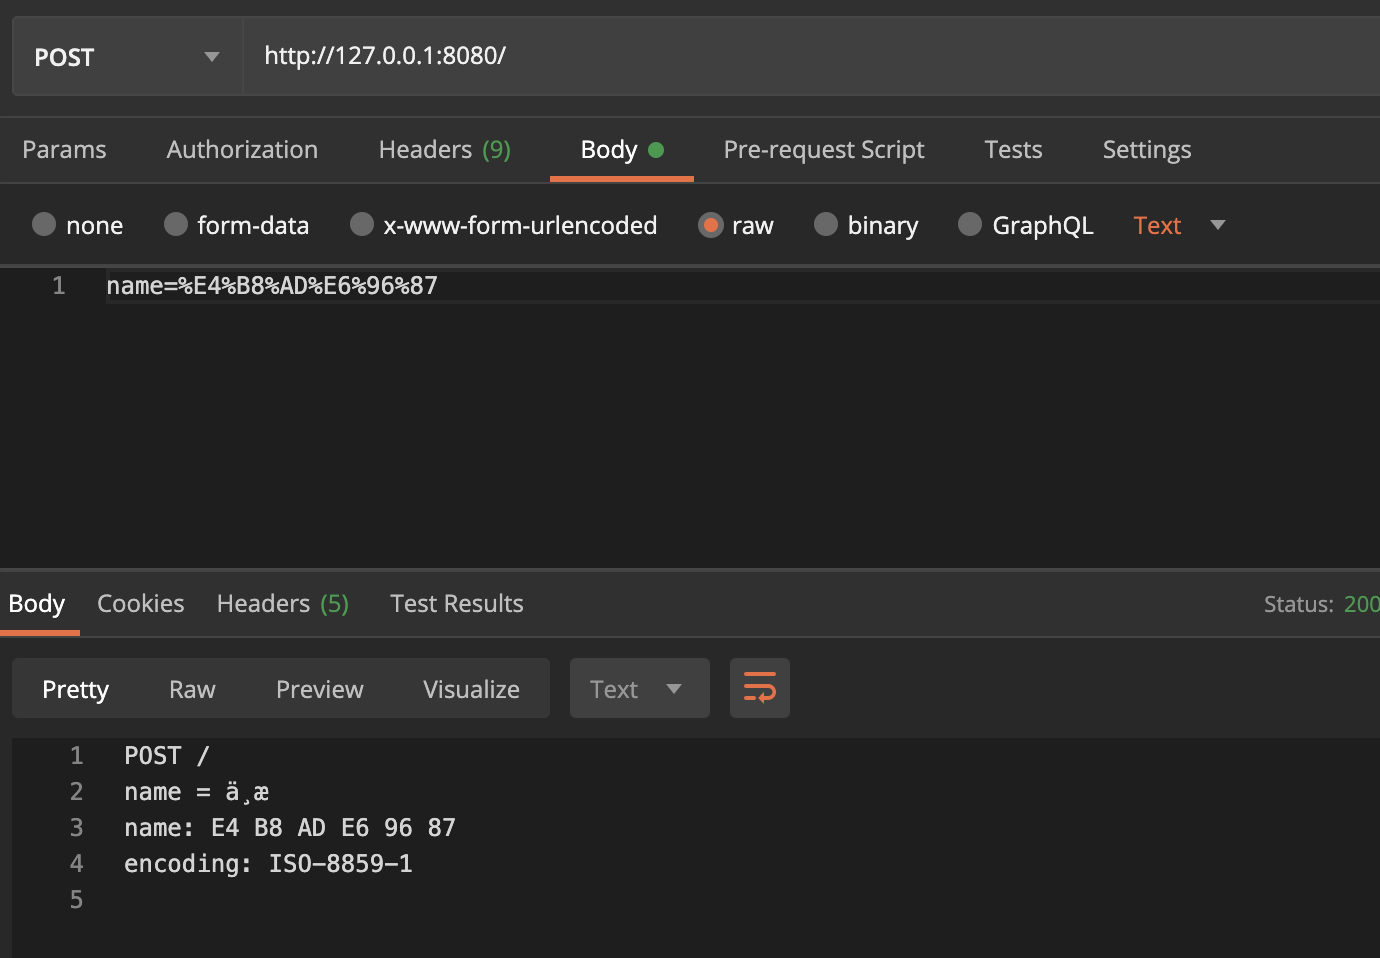 POST http://127.0.0.1:8080/
Params Authorization Headers (9) Body Pre-request Script Tests Settings
none form-data x-www-form-urlencoded raw binary GraphQL Text
1 name=%E4%B8%AD%E6%96%87
Body Cookies Headers (5) Test Results Status: 200
Pretty Raw Preview Visualize Text
1 POST /
2 name = ä¸­æ
3 name: E4 B8 AD E6 96 87
4 encoding: ISO-8859-1
5